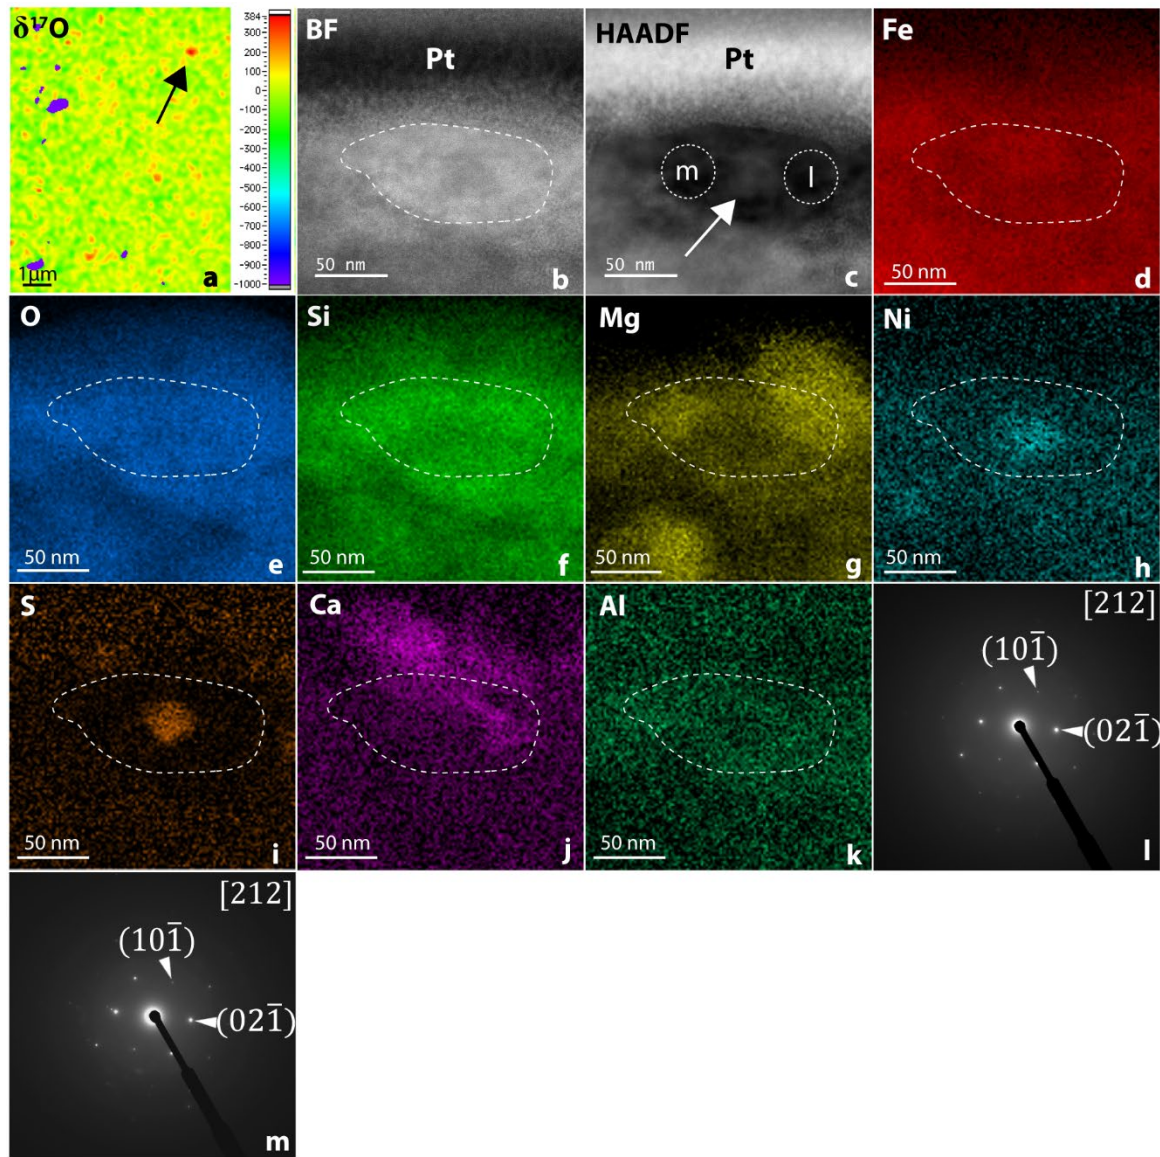 δ¹⁷O
384
200
100
0
-100
-200
-300
-400
-500
-600
-700
-800
-900
-1000
1µm
a
BF
Pt
50 nm
b
HAADF
Pt
m
l
50 nm
c
Fe
50 nm
d
O
50 nm
e
Si
50 nm
f
Mg
50 nm
g
Ni
50 nm
h
S
50 nm
i
Ca
50 nm
j
Al
50 nm
k
[212]
(101̅)
(021̅)
l
[212]
(101̅)
(021̅)
m